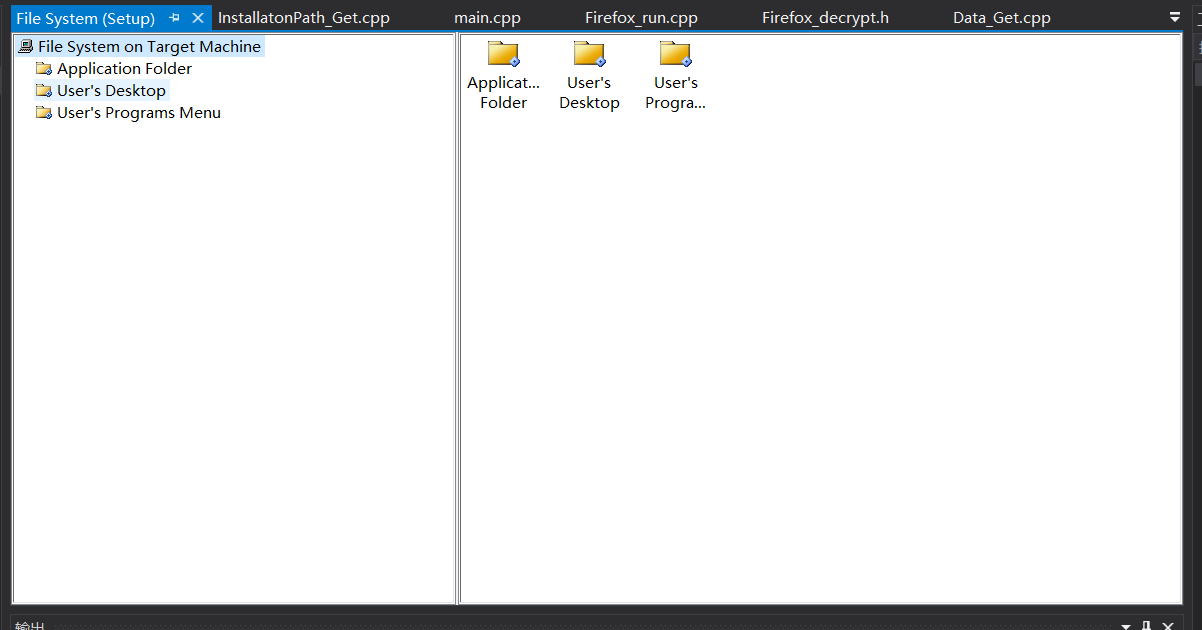 File System (Setup) InstallatonPath_Get.cpp main.cpp Firefox_run.cpp Firefox_decrypt.h Data_Get.cpp
File System on Target Machine
Application Folder
User's Desktop
User's Programs Menu
Applicat...
Folder
User's
Desktop
User's
Progra...
输出